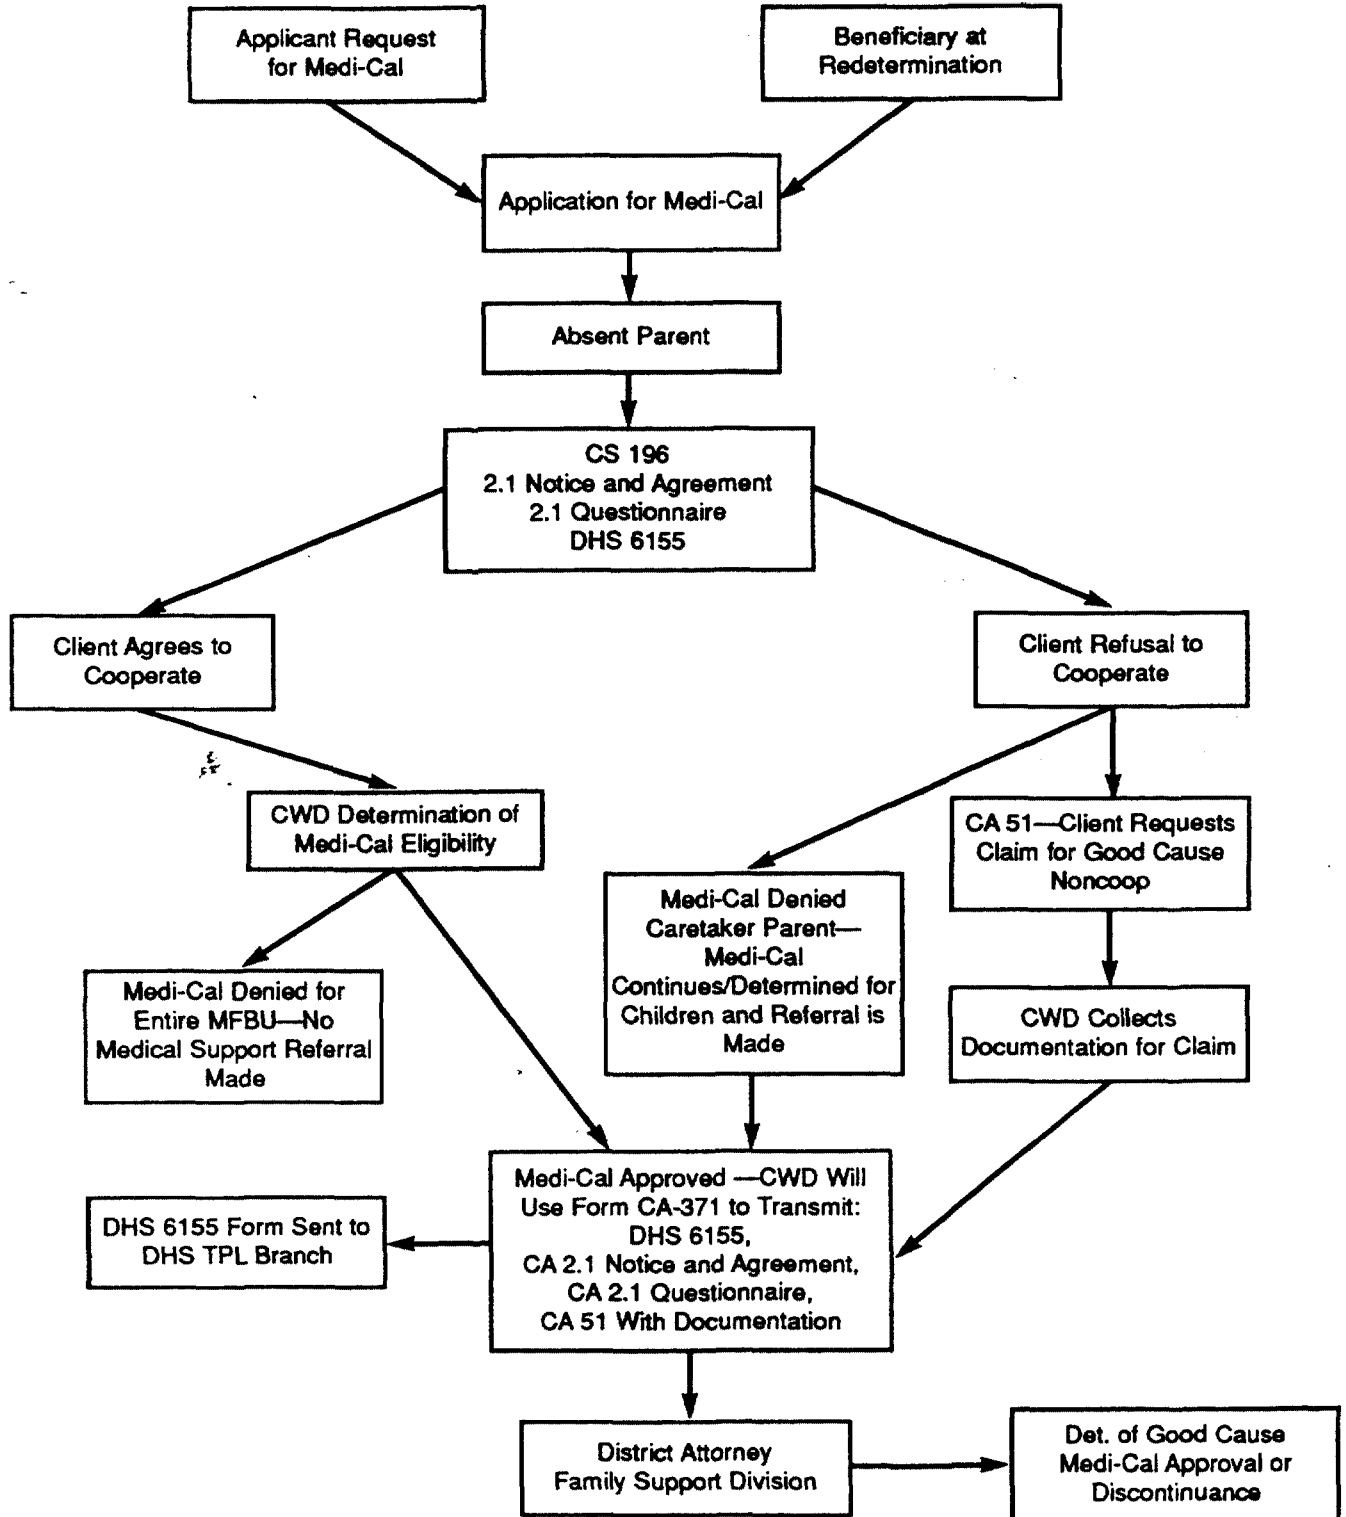 Applicant Request
for Medi-Cal
Beneficiary at
Redetermination
Application for Medi-Cal
Absent Parent
CS 196
2.1 Notice and Agreement
2.1 Questionnaire
DHS 6155
Client Agrees to
Cooperate
Client Refusal to
Cooperate
CWD Determination of
Medi-Cal Eligibility
CA 51—Client Requests
Claim for Good Cause
Noncoop
Medi-Cal Denied
Caretaker Parent—
Medi-Cal
Continues/Determined for
Children and Referral is
Made
Medi-Cal Denied for
Entire MFBU—No
Medical Support Referral
Made
CWD Collects
Documentation for Claim
Medi-Cal Approved —CWD Will
Use Form CA-371 to Transmit:
DHS 6155,
CA 2.1 Notice and Agreement,
CA 2.1 Questionnaire,
CA 51 With Documentation
DHS 6155 Form Sent to
DHS TPL Branch
District Attorney
Family Support Division
Det. of Good Cause
Medi-Cal Approval or
Discontinuance